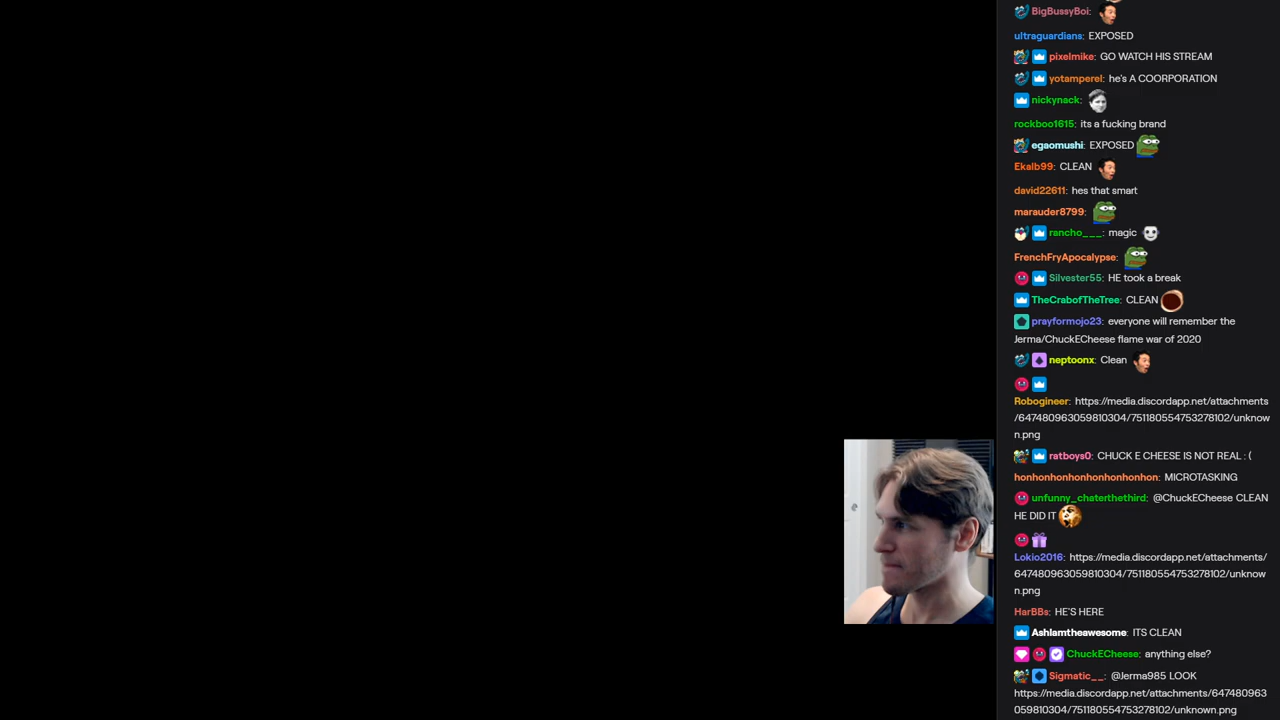 BigBussyBoi:
ultraguardians: EXPOSED
pixelmike: GO WATCH HIS STREAM
yotamperel: he's A COORPORATION
nickynack:
rockboo1615: its a fucking brand
egaomushi: EXPOSED
Ekalb99: CLEAN
david22611: hes that smart
marauder8799:
rancho___: magic
FrenchFryApocalypse:
Silvester55: HE took a break
TheCrabofTheTree: CLEAN
prayformojo23: everyone will remember the
Jerma/ChuckECheese flame war of 2020
neptoonx: Clean
Robogineer: https://media.discordapp.net/attachments
/647480963059810304/751180554753278102/unknow
n.png
ratboys0: CHUCK E CHEESE IS NOT REAL : (
honhonhonhonhonhonhonhon: MICROTASKING
unfunny_chaterthethird: @ChuckECheese CLEAN
HE DID IT
Lokio2016: https://media.discordapp.net/attachments/
647480963059810304/751180554753278102/unknow
n.png
HarBBs: HE'S HERE
Ashlamtheawesome: ITS CLEAN
ChuckECheese: anything else?
Sigmatic__: @Jerma985 LOOK
https://media.discordapp.net/attachments/647480963
059810304/751180554753278102/unknown.png